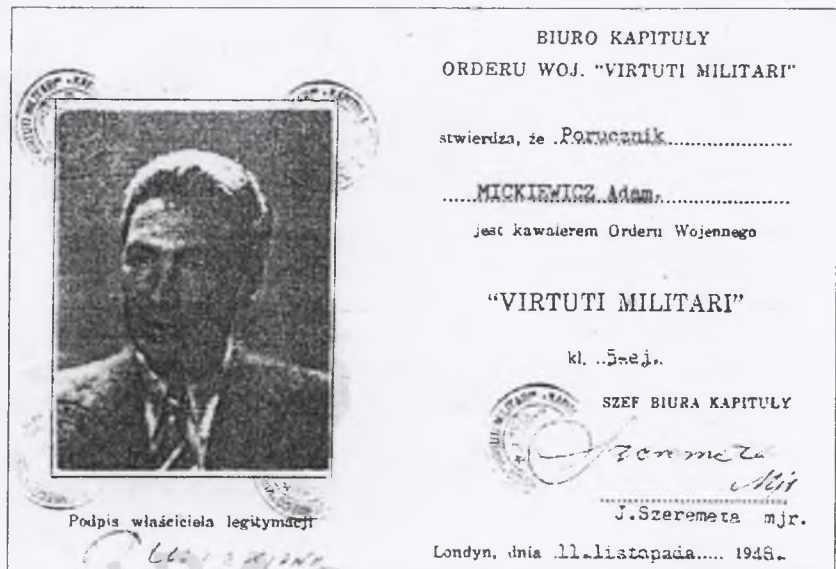 BIURO KAPITUŁY
ORDERU WOJ. "VIRTUTI MILITARI"
stwierdza, że .Porucznik..............
......MICKIEWICZ Adam..............
jest kawalerem Orderu Wojennego
"VIRTUTI MILITARI"
kl. ..5-ej..
SZEF BIURA KAPITUŁY
J.Szeremeta mjr.
Londyn, dnia .11.listopada..... 1948.
Podpis właściciela legitymacji